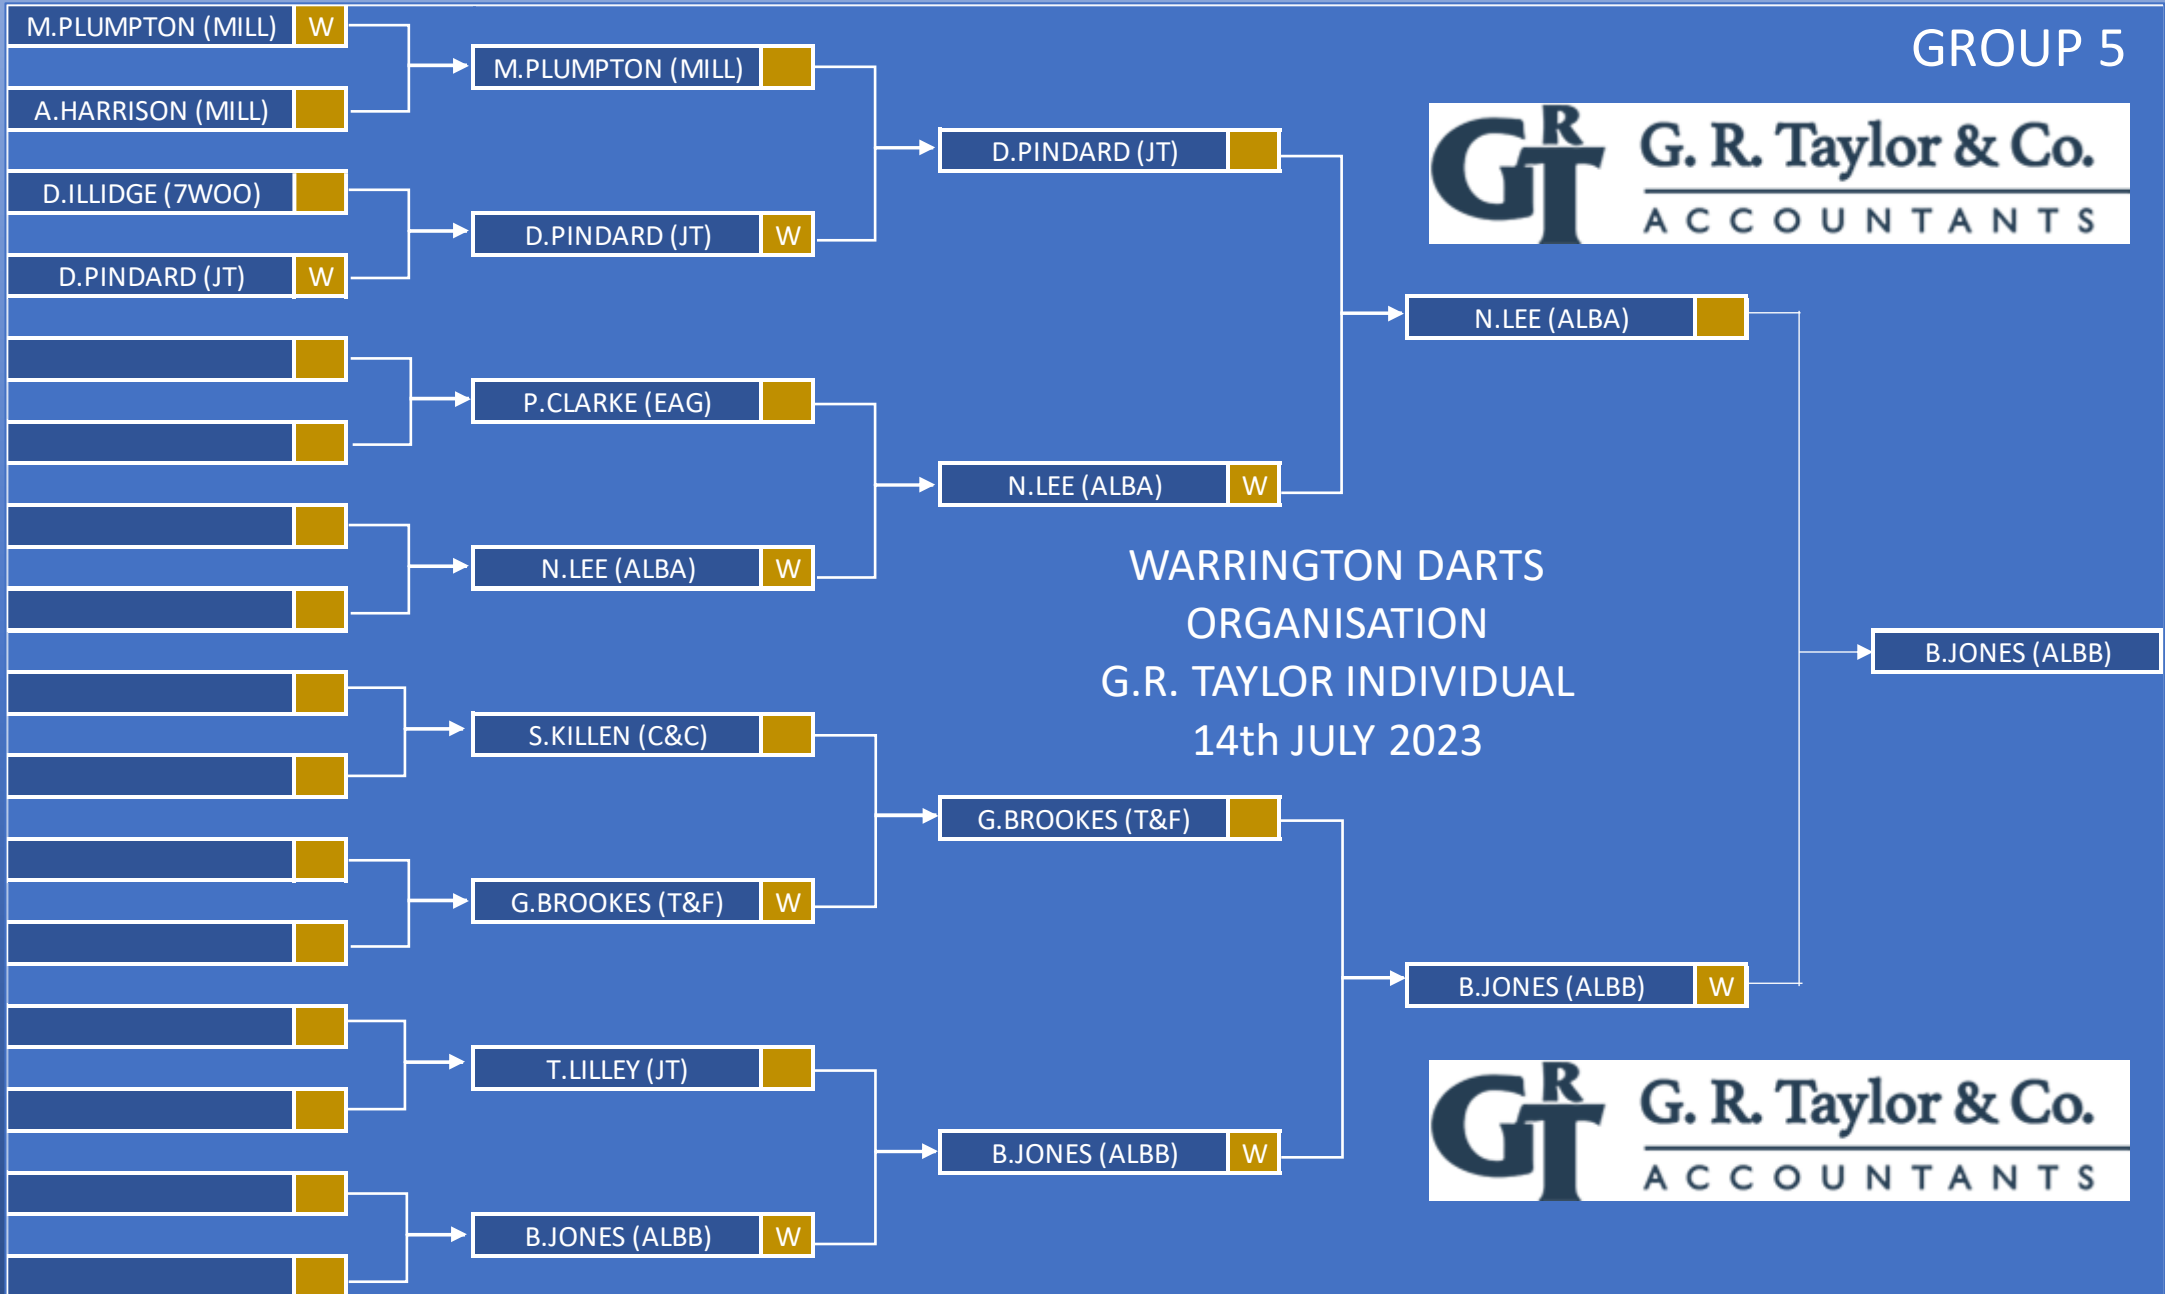 GROUP 5
M.PLUMPTON (MILL) W
A.HARRISON (MILL)
D.ILLIDGE (7WOO)
D.PINDARD (JT) W
M.PLUMPTON (MILL)
D.PINDARD (JT) W
P.CLARKE (EAG)
N.LEE (ALBA) W
S.KILLEN (C&C)
G.BROOKES (T&F) W
T.LILLEY (JT)
B.JONES (ALBB) W
D.PINDARD (JT)
N.LEE (ALBA) W
G.BROOKES (T&F)
B.JONES (ALBB) W
N.LEE (ALBA)
B.JONES (ALBB) W
B.JONES (ALBB)
WARRINGTON DARTS
ORGANISATION
G.R. TAYLOR INDIVIDUAL
14th JULY 2023
GRT
G. R. Taylor & Co.
ACCOUNTANTS
GRT
G. R. Taylor & Co.
ACCOUNTANTS